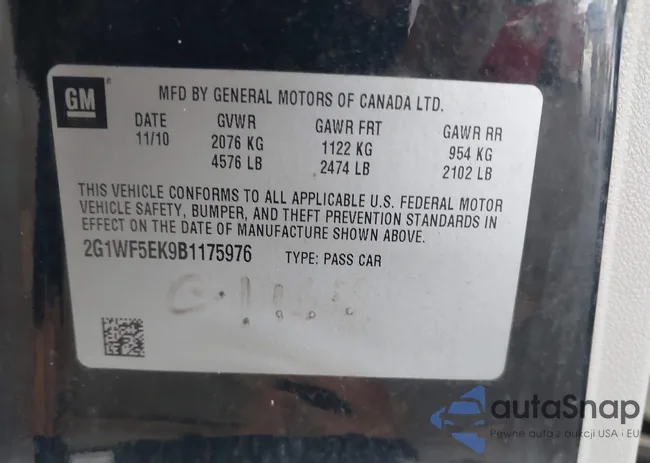 GM
MFD BY GENERAL MOTORS OF CANADA LTD.
DATE GVWR GAWR FRT GAWR RR
11/10 2076 KG 1122 KG 954 KG
4576 LB 2474 LB 2102 LB
THIS VEHICLE CONFORMS TO ALL APPLICABLE U.S. FEDERAL MOTOR
VEHICLE SAFETY, BUMPER, AND THEFT PREVENTION STANDARDS IN
EFFECT ON THE DATE OF MANUFACTURE SHOWN ABOVE.
2G1WF5EK9B1175976 TYPE: PASS CAR
autaSnap
Pewne auta z aukcji USA i EU